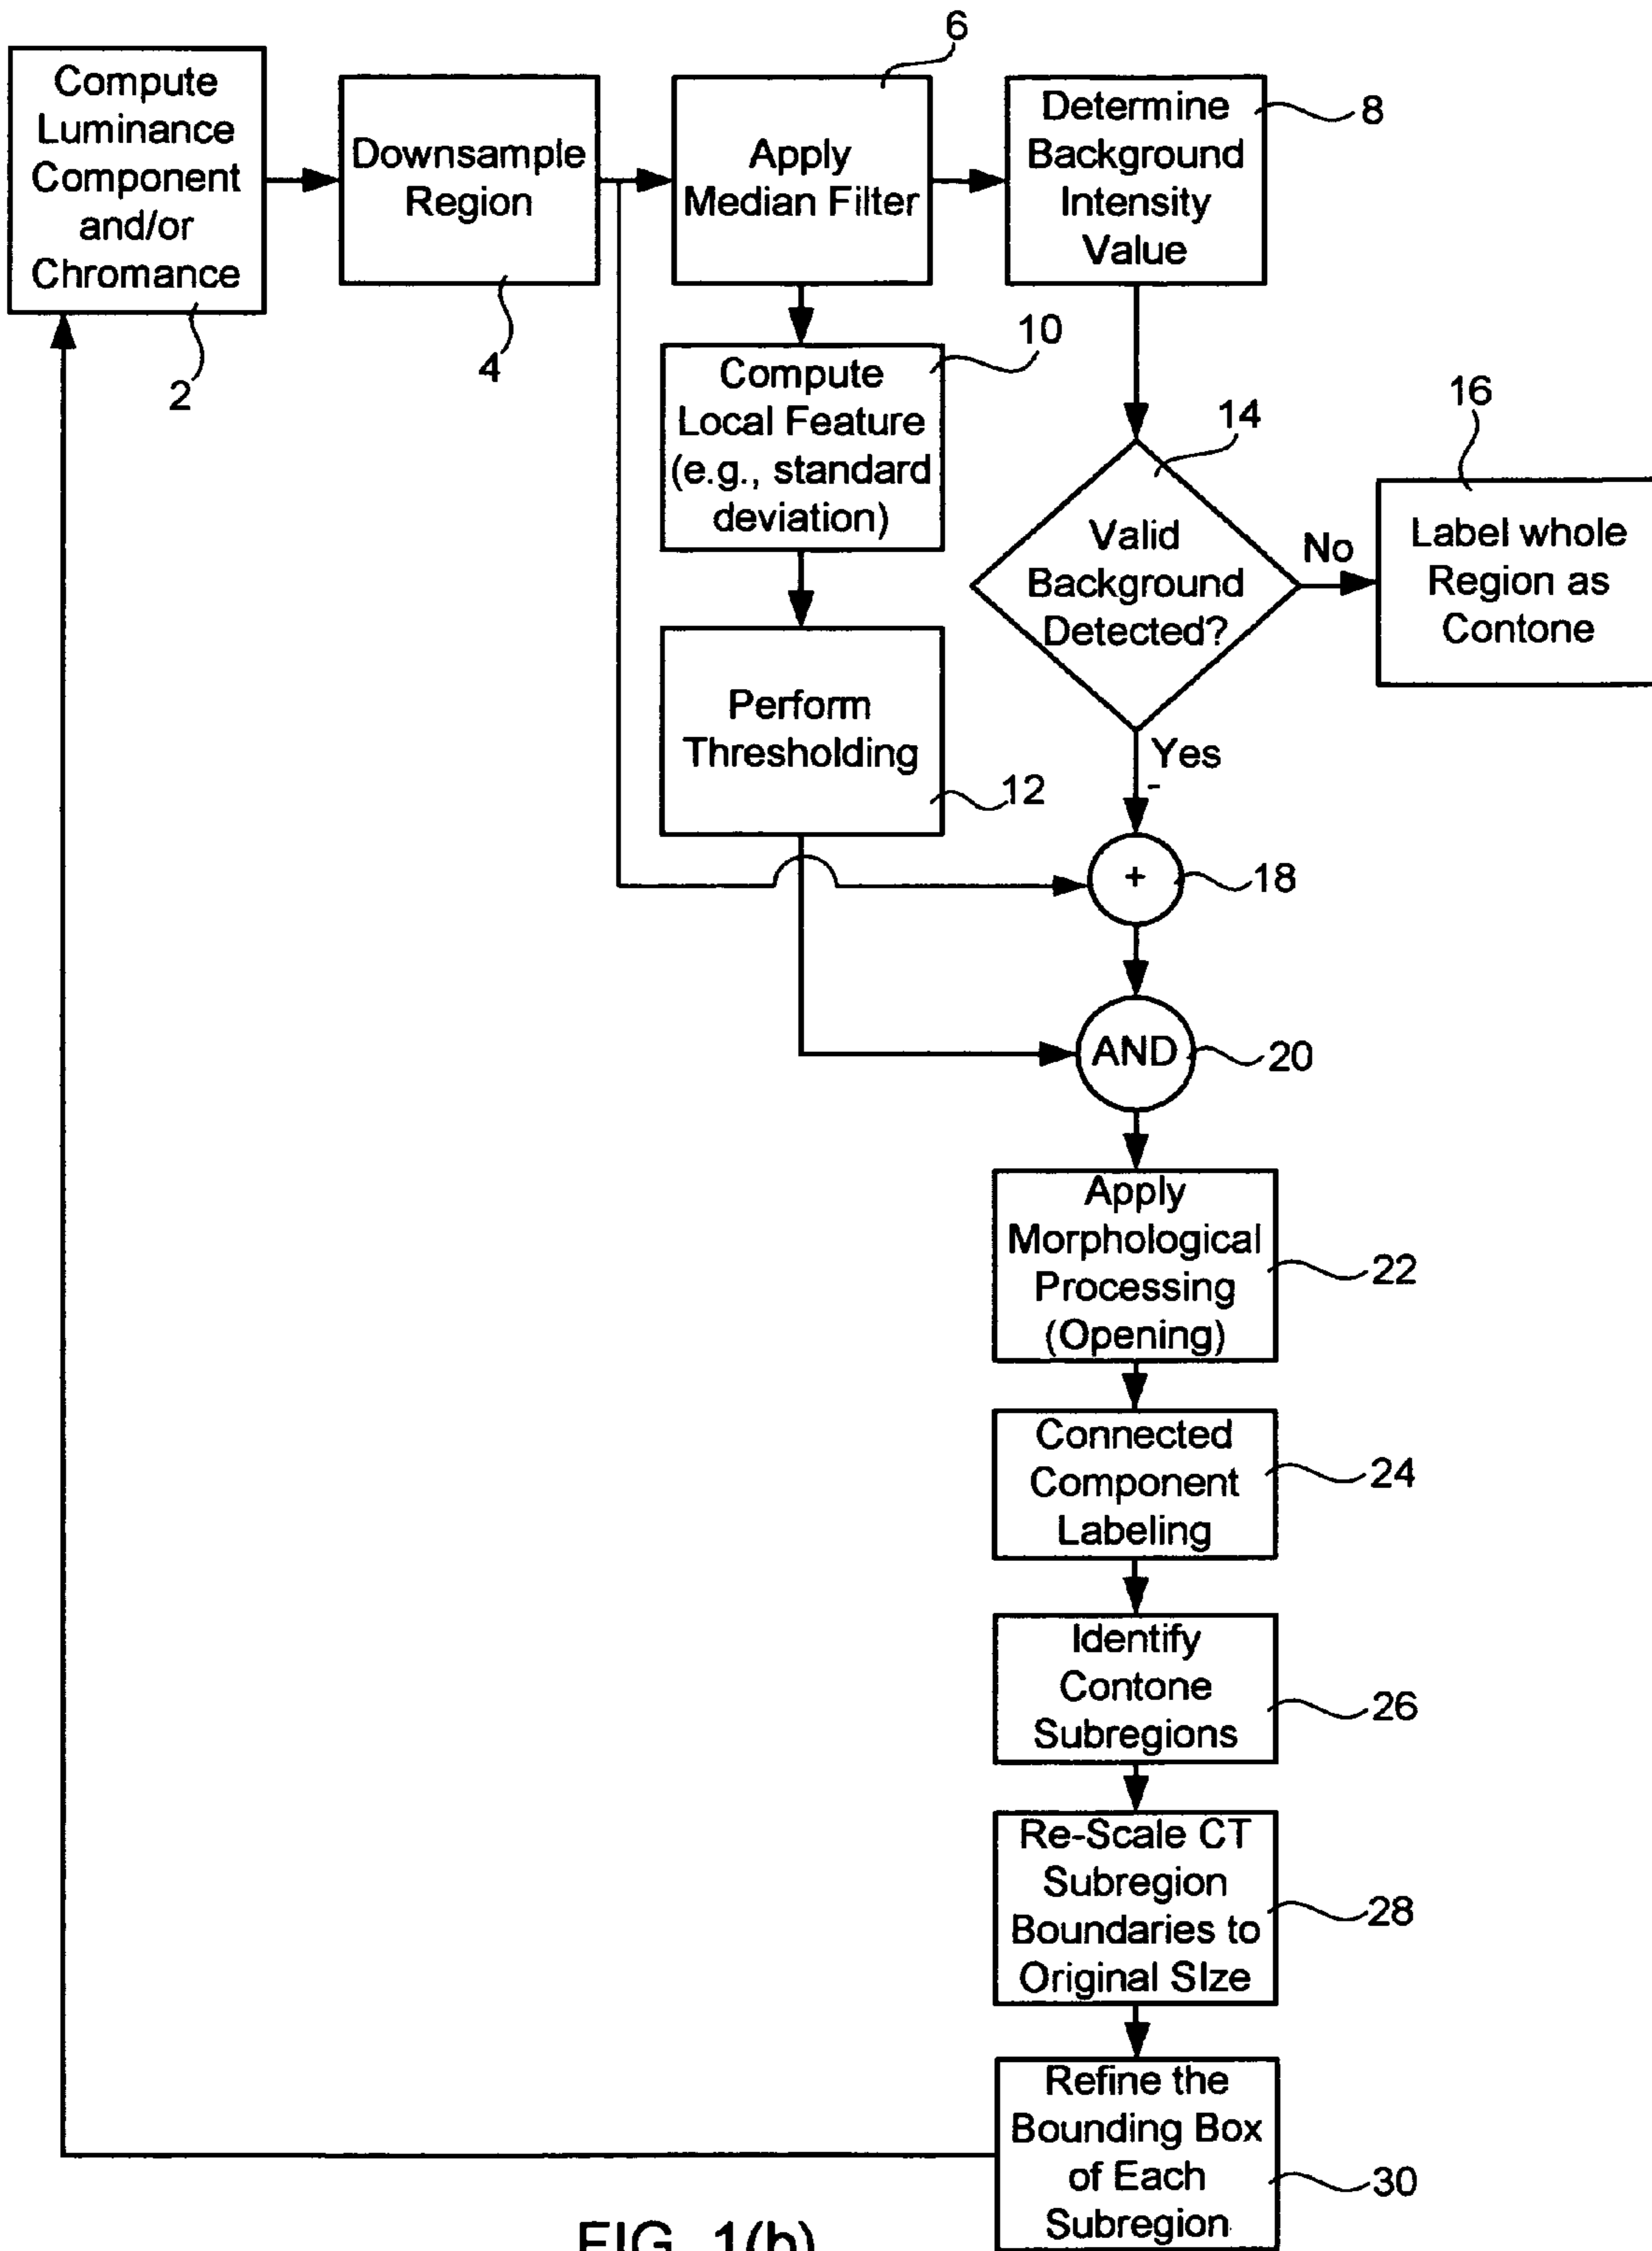 Compute
Luminance
Component
and/or
Chromance
2
Downsample
Region
4
6
Apply
Median Filter
Determine
Background
Intensity
Value
8
10
Compute
Local Feature
(e.g., standard
deviation)
Perform
Thresholding
12
14
Valid
Background
Detected?
No
16
Label whole
Region as
Contone
Yes
-
+
18
AND
20
Apply
Morphological
Processing
(Opening)
22
Connected
Component
Labeling
24
Identify
Contone
Subregions
26
Re-Scale CT
Subregion
Boundaries to
Original SIze
28
Refine the
Bounding Box
of Each
Subregion
30
FIG. 1(b)